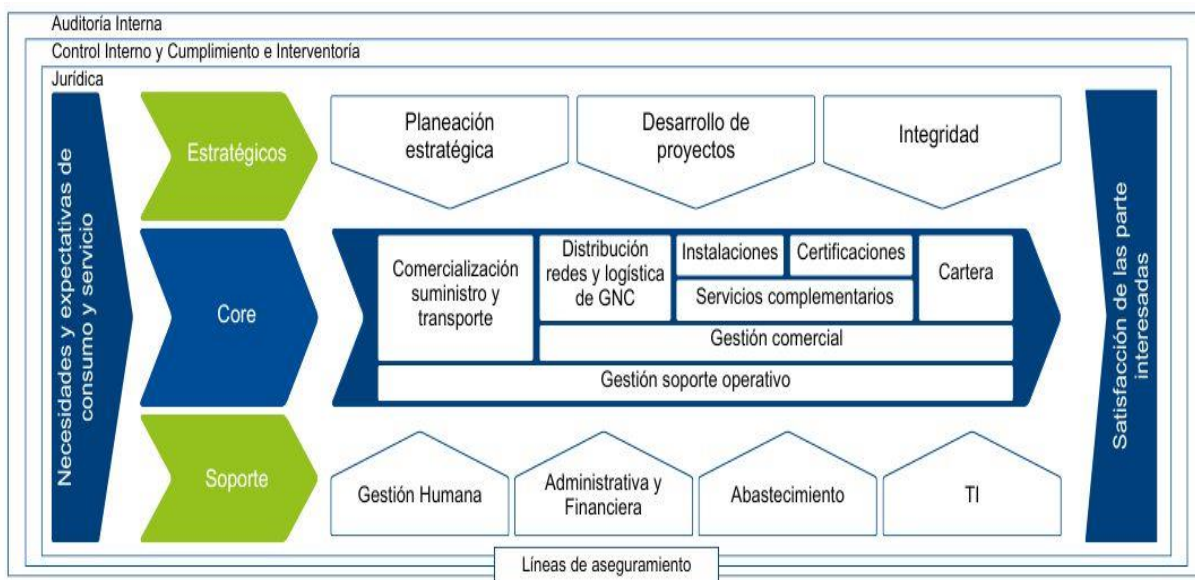 Auditoría Interna
Control Interno y Cumplimiento e Interventoría
Jurídica
Necesidades y expectativas de
consumo y servicio
Estratégicos
Planeación
estratégica
Desarrollo de
proyectos
Integridad
Core
Comercialización
suministro y
transporte
Distribución
redes y logística
de GNC
Instalaciones
Certificaciones
Servicios complementarios
Cartera
Gestión comercial
Gestión soporte operativo
Soporte
Gestión Humana
Administrativa y
Financiera
Abastecimiento
TI
Satisfacción de las parte
interesadas
Líneas de aseguramiento